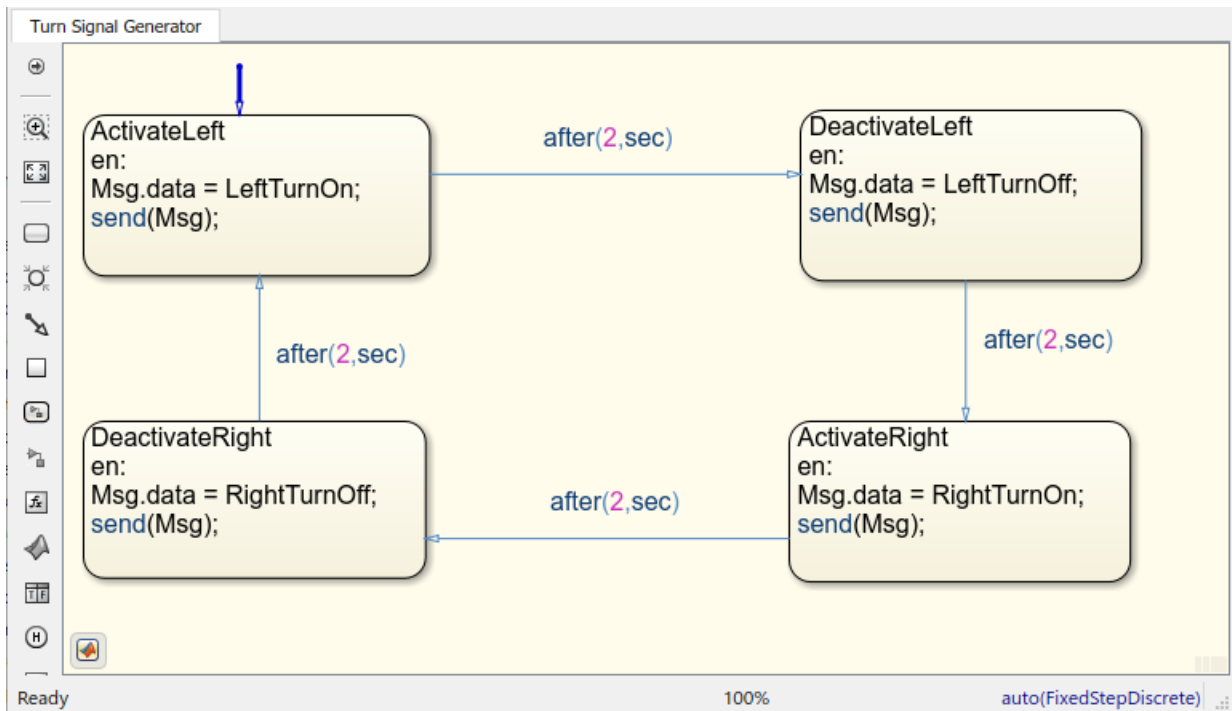 Turn Signal Generator
ActivateLeft
en:
Msg.data = LeftTurnOn;
send(Msg);
after(2,sec)
DeactivateLeft
en:
Msg.data = LeftTurnOff;
send(Msg);
after(2,sec)
after(2,sec)
DeactivateRight
en:
Msg.data = RightTurnOff;
send(Msg);
after(2,sec)
ActivateRight
en:
Msg.data = RightTurnOn;
send(Msg);
fx
T F
H
Ready
100%
auto(FixedStepDiscrete)